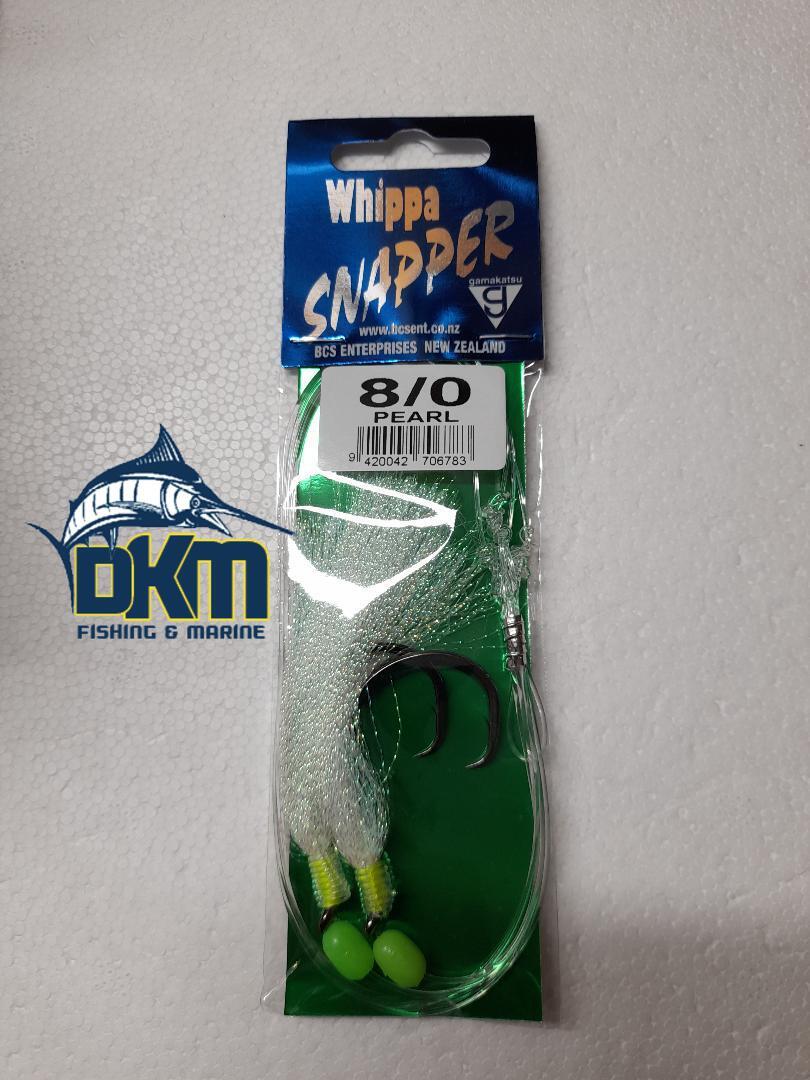 Whippa
SNAPPER
gamakatsu
g
www.bcsent.co.nz
BCS ENTERPRISES NEW ZEALAND
8/0
PEARL
9 420042 706783
DKM
FISHING & MARINE